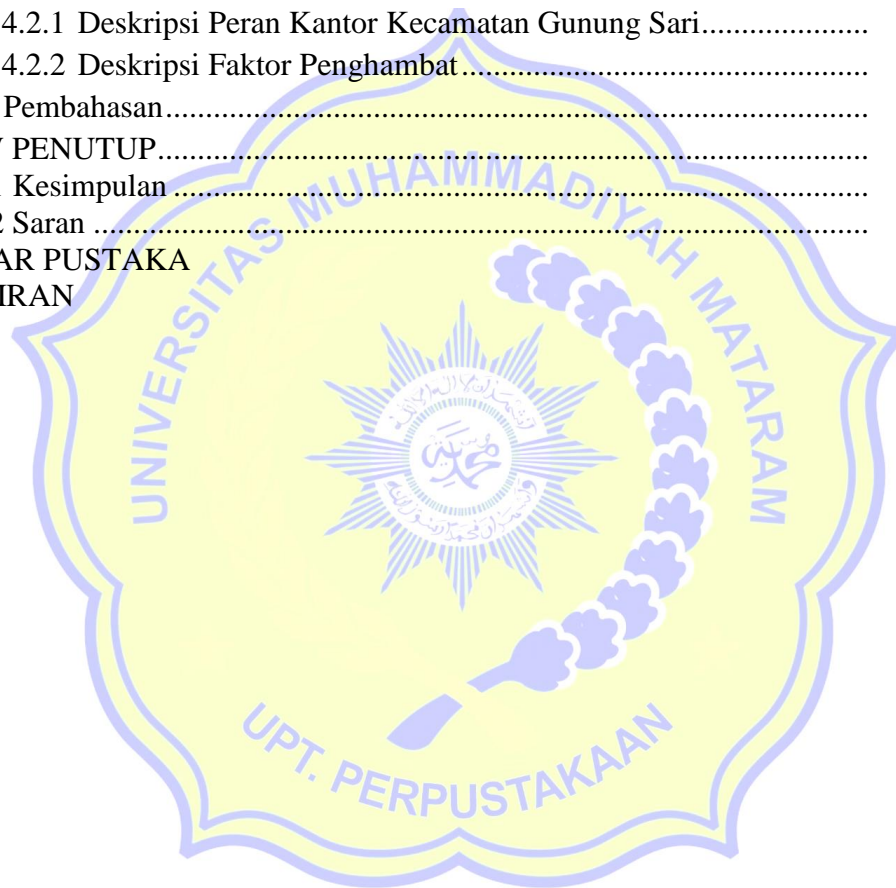 4.2.1 Deskripsi Peran Kantor Kecamatan Gunung Sari....................
4.2.2 Deskripsi Faktor Penghambat.................................................
Pembahasan.....................................................................................
PENUTUP......................................................................................
Kesimpulan ....................................................................................
Saran ..............................................................................................
AR PUSTAKA
IRAN
UNIVERSITAS MUHAMMADIYAH MATARAM
UPT. PERPUSTAKAAN